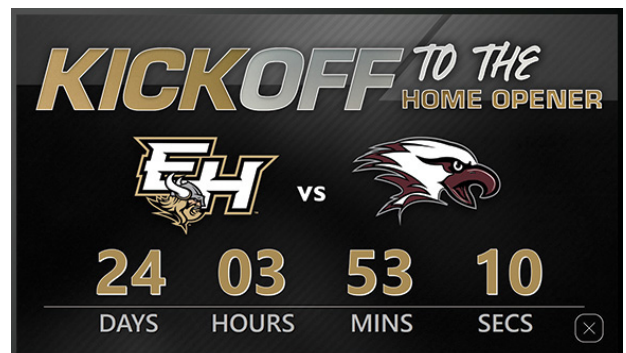 KICKOFF TO THE
HOME OPENER
EH
vs
24 03 53 10
DAYS HOURS MINS SECS